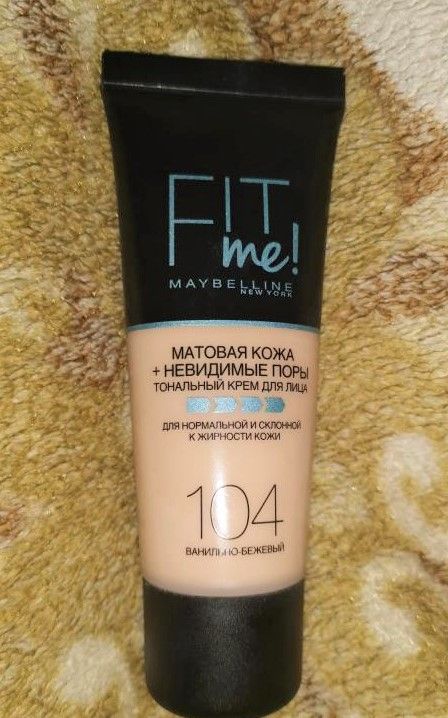 FIT
me!
MAYBELLINE
NEW YORK
МАТОВАЯ КОЖА
+ НЕВИДИМЫЕ ПОРЫ
ТОНАЛЬНЫЙ КРЕМ ДЛЯ ЛИЦА
ДЛЯ НОРМАЛЬНОЙ И СКЛОННОЙ
К ЖИРНОСТИ КОЖИ
104
ВАНИЛЬНО-БЕЖЕВЫЙ